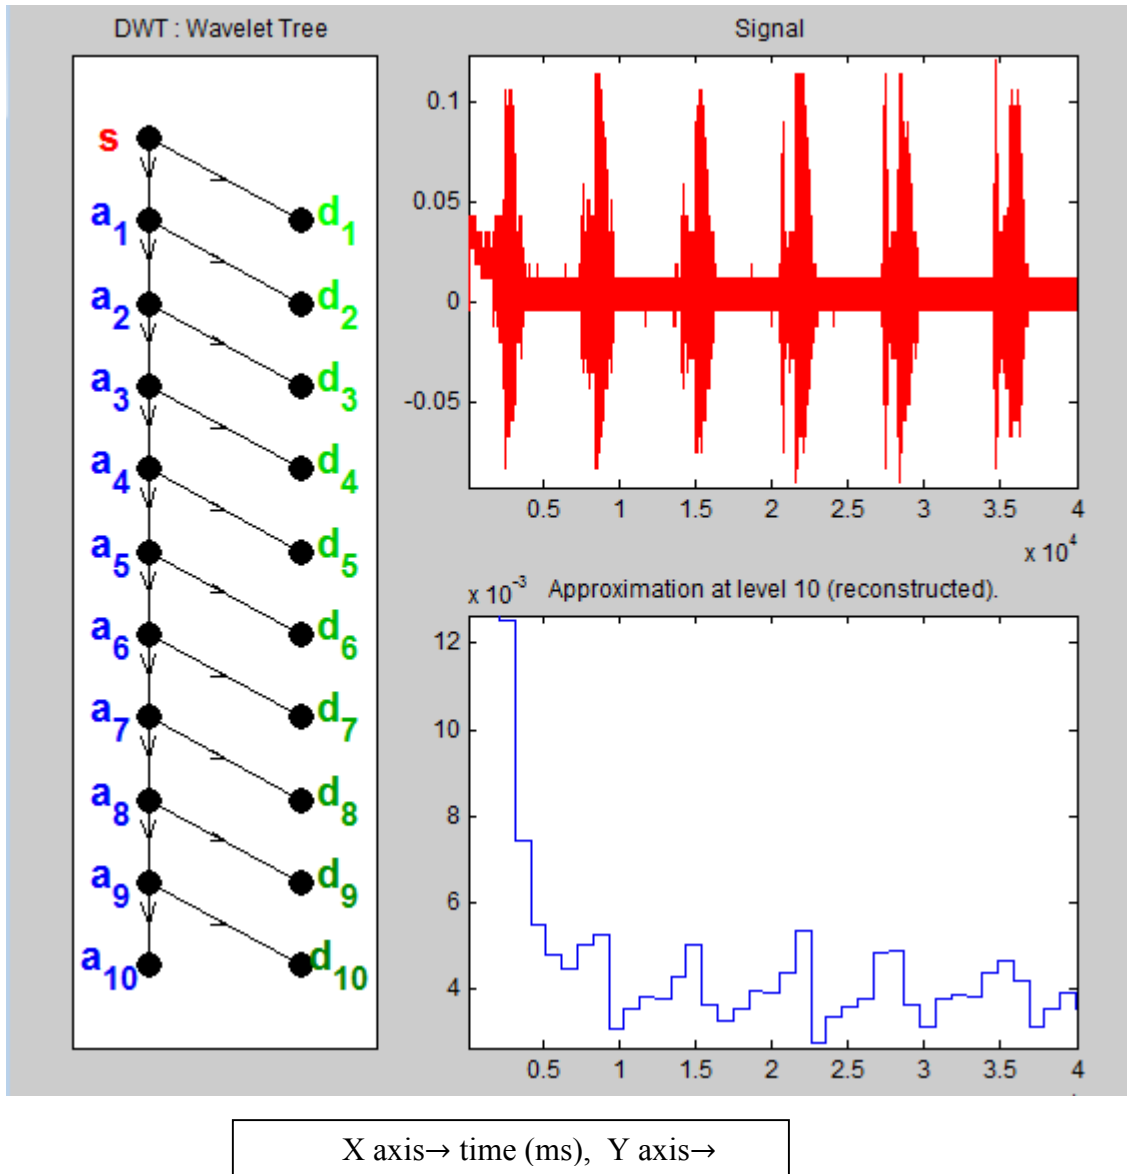 DWT : Wavelet Tree
s
a1 d1
a2 d2
a3 d3
a4 d4
a5 d5
a6 d6
a7 d7
a8 d8
a9 d9
a10 d10
Signal
0.1
0.05
0
-0.05
0.5 1 1.5 2 2.5 3 3.5 4
x 10^4
x 10^-3 Approximation at level 10 (reconstructed).
12
10
8
6
4
0.5 1 1.5 2 2.5 3 3.5 4
X axis→ time (ms), Y axis→